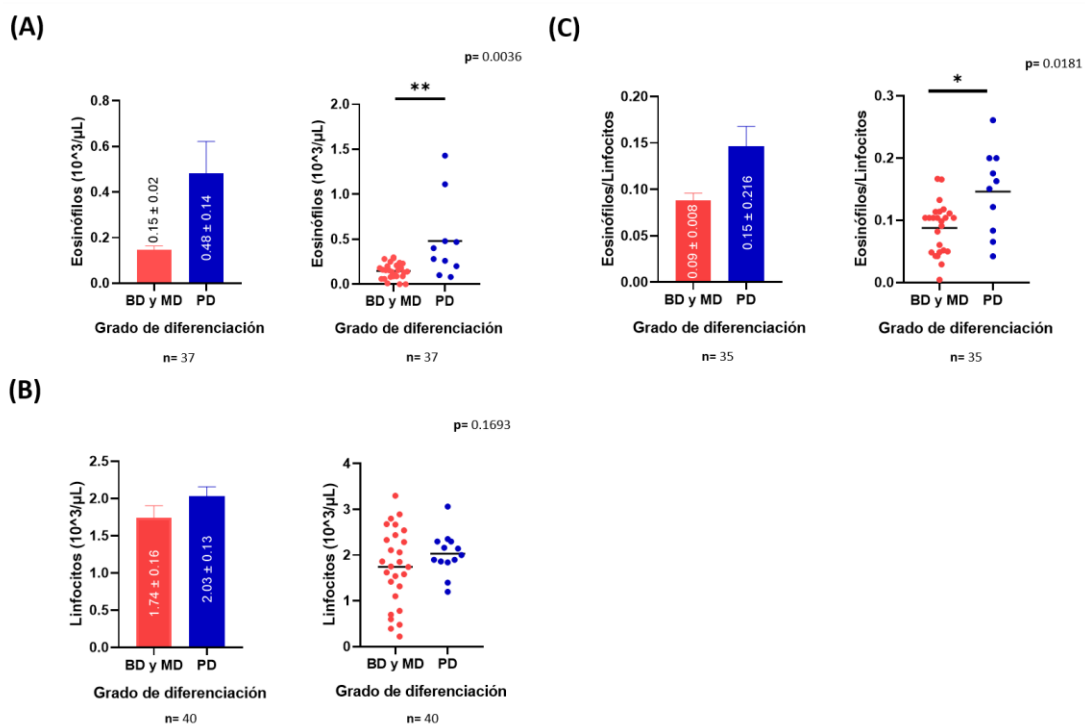 (A)
p= 0.0036
Eosinófilos (10^3/µL)
0.8
0.6
0.4
0.2
0.0
0.15 ± 0.02
0.48 ± 0.14
BD y MD PD
Grado de diferenciación
n= 37
Eosinófilos (10^3/µL)
2.0
1.5
1.0
0.5
0.0
**
BD y MD PD
Grado de diferenciación
n= 37
(C)
p= 0.0181
Eosinófilos/Linfocitos
0.20
0.15
0.10
0.05
0.00
0.09 ± 0.008
0.15 ± 0.216
BD y MD PD
Grado de diferenciación
n= 35
Eosinófilos/Linfocitos
0.3
0.2
0.1
0.0
*
BD y MD PD
Grado de diferenciación
n= 35
(B)
p= 0.1693
Linfocitos (10^3/µL)
2.5
2.0
1.5
1.0
0.5
0.0
1.74 ± 0.16
2.03 ± 0.13
BD y MD PD
Grado de diferenciación
n= 40
Linfocitos (10^3/µL)
4
3
2
1
0
BD y MD PD
Grado de diferenciación
n= 40